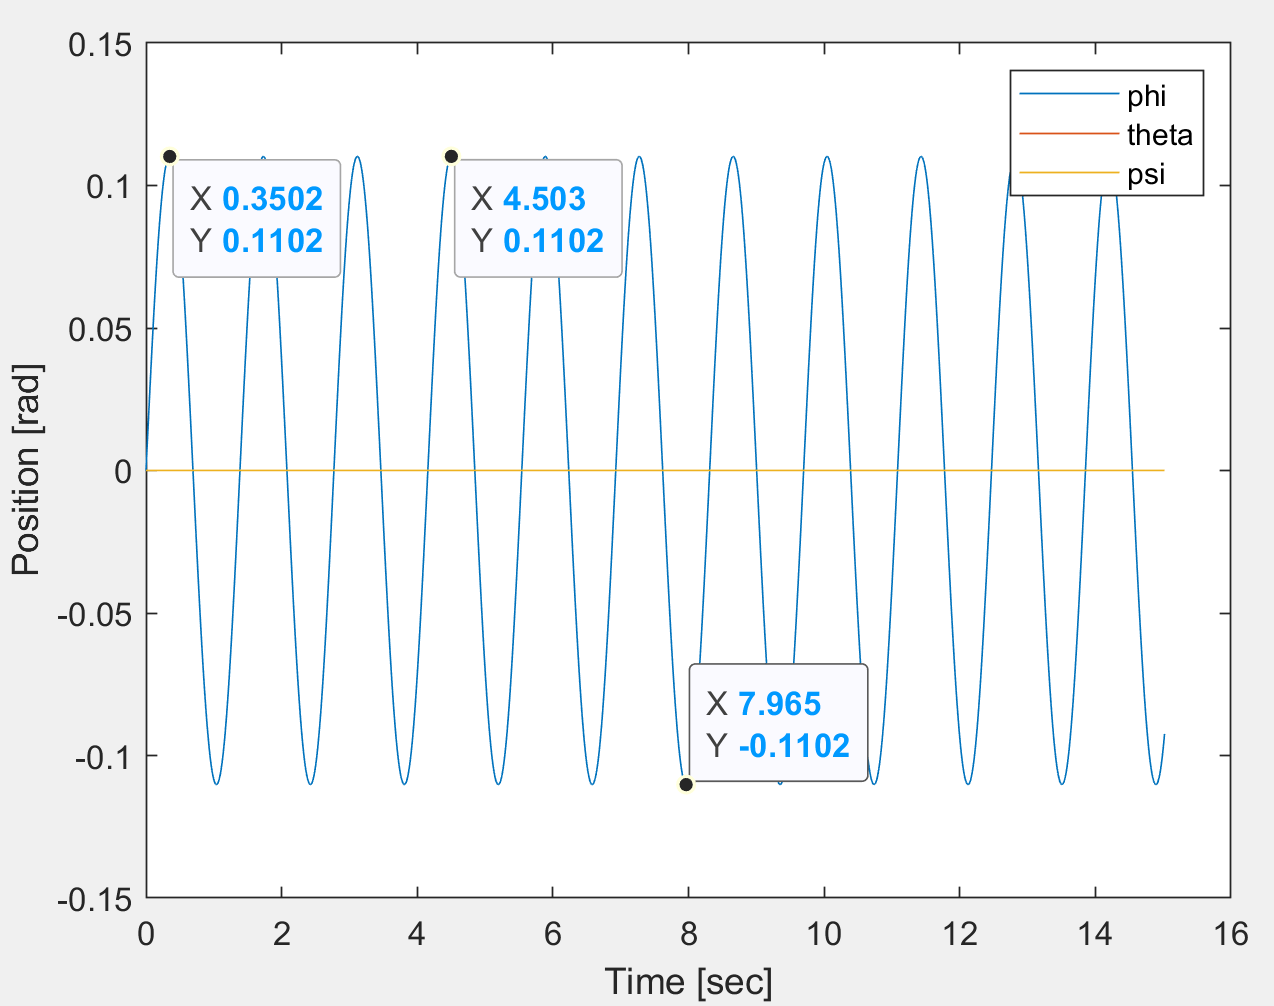 0.15
0.1
0.05
0
-0.05
-0.1
-0.15
Position [rad]
phi
theta
psi
X 0.3502
Y 0.1102
X 4.503
Y 0.1102
X 7.965
Y -0.1102
0 2 4 6 8 10 12 14 16
Time [sec]